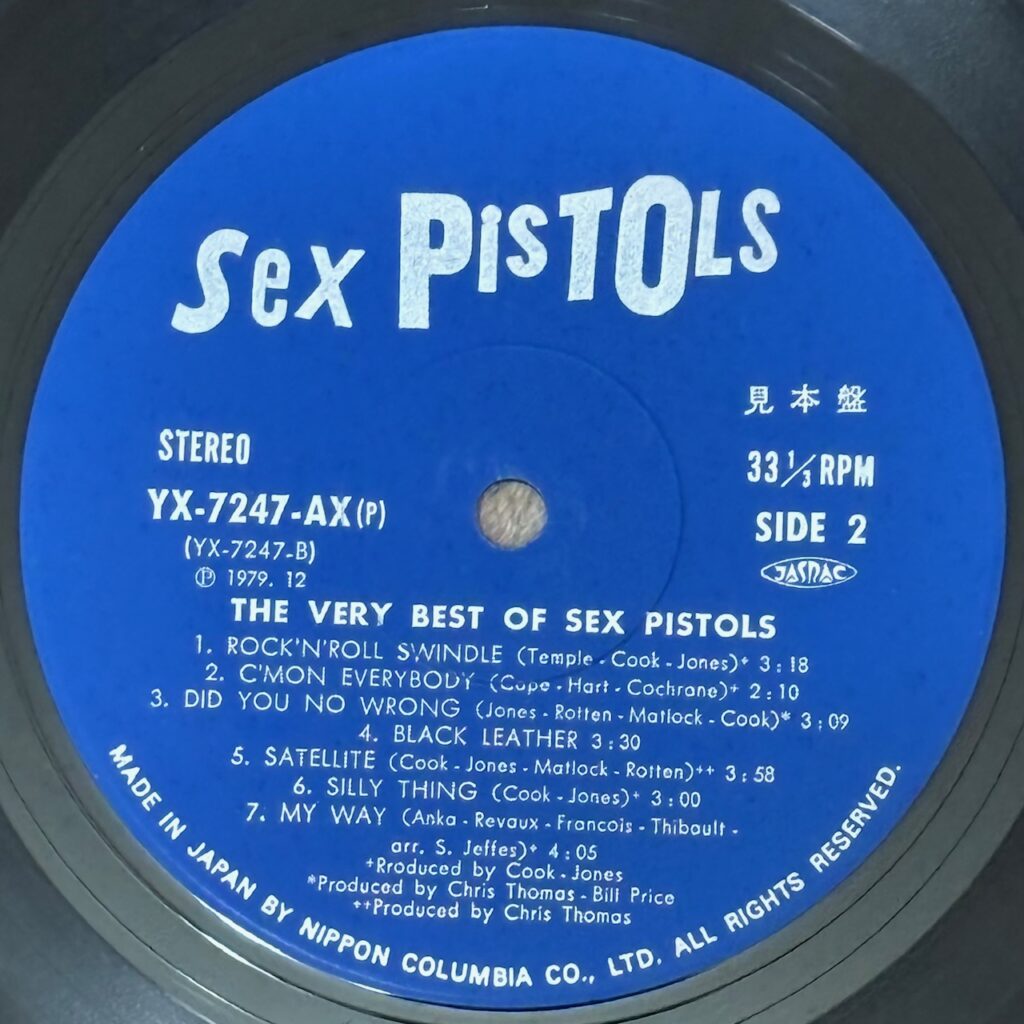 Sex PisTOLS
見本盤
STEREO
33 1/3 RPM
YX-7247-AX(P)
SIDE 2
(YX-7247-B)
JASRAC
Ⓟ 1979. 12
THE VERY BEST OF SEX PISTOLS
1. ROCK'N'ROLL SWINDLE (Temple - Cook - Jones)+ 3:18
2. C'MON EVERYBODY (Cope - Hart - Cochrane)+ 2:10
3. DID YOU NO WRONG (Jones - Rotten - Matlock - Cook)* 3:09
4. BLACK LEATHER 3:30
5. SATELLITE (Cook - Jones - Matlock - Rotten)++ 3:58
6. SILLY THING (Cook - Jones)+ 3:00
7. MY WAY (Anka - Revaux - Francois - Thibault -
arr. S. Jeffes)+ 4:05
+Rroduced by Cook - Jones
*Produced by Chris Thomas - Bill Price
++Produced by Chris Thomas
MADE IN JAPAN BY NIPPON COLUMBIA CO., LTD. ALL RIGHTS RESERVED.